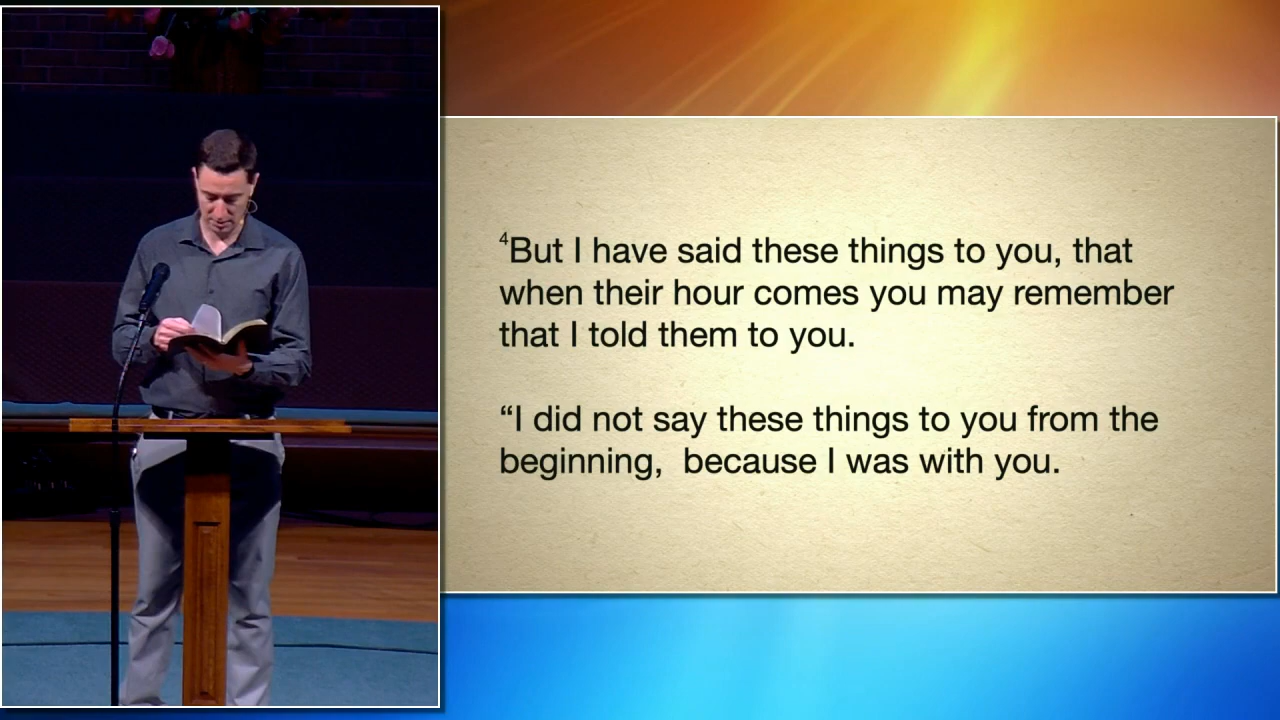 ⁴But I have said these things to you, that
when their hour comes you may remember
that I told them to you.
“I did not say these things to you from the
beginning,  because I was with you.